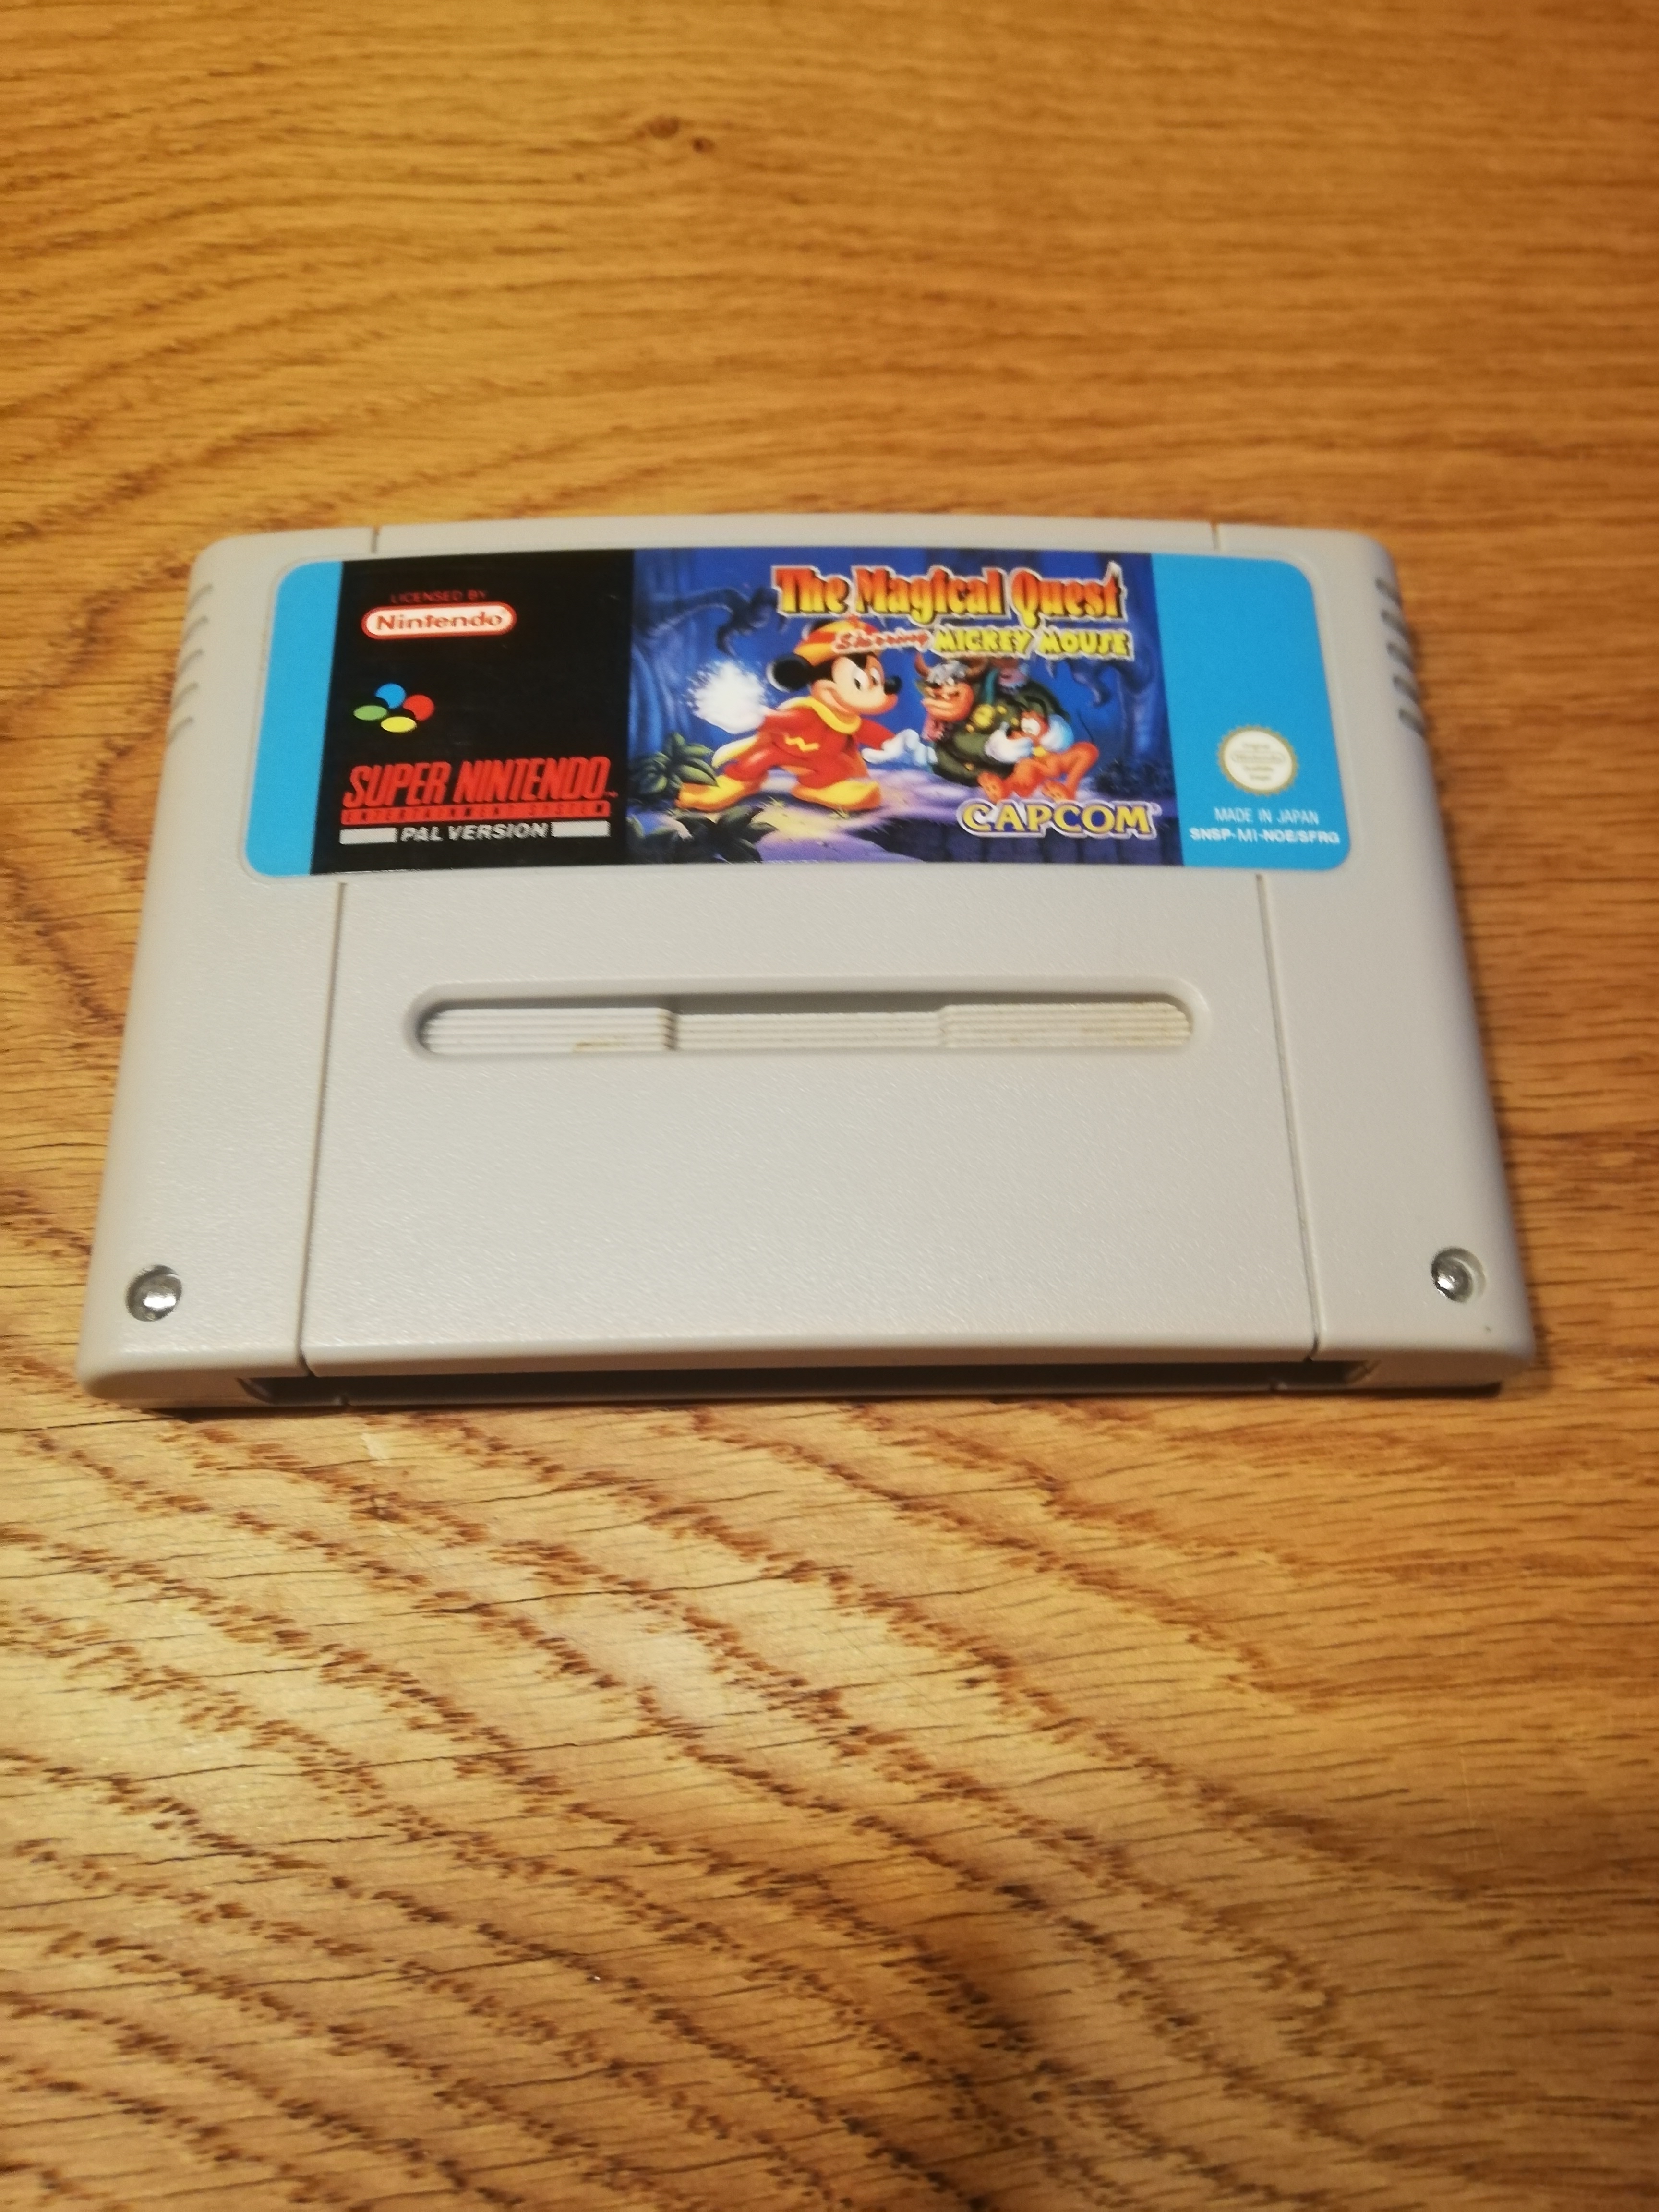 LICENSED BY
Nintendo
SUPER NINTENDO
ENTERTAINMENT SYSTEM
PAL VERSION
The Magical Quest
Starring MICKEY MOUSE
CAPCOM
MADE IN JAPAN
SNSP-MI-NOE/SFRG